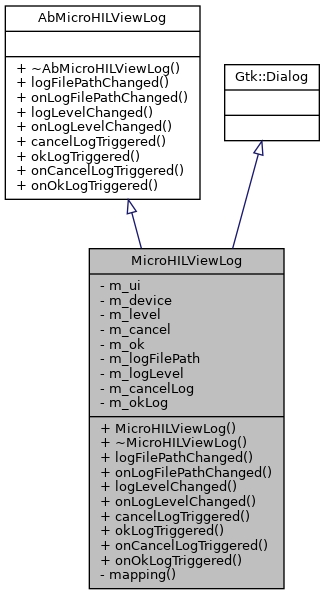 AbMicroHILViewLog
+ ~AbMicroHILViewLog()
+ logFilePathChanged()
+ onLogFilePathChanged()
+ logLevelChanged()
+ onLogLevelChanged()
+ cancelLogTriggered()
+ okLogTriggered()
+ onCancelLogTriggered()
+ onOkLogTriggered()
Gtk::Dialog
MicroHILViewLog
- m_ui
- m_device
- m_level
- m_cancel
- m_ok
- m_logFilePath
- m_logLevel
- m_cancelLog
- m_okLog
+ MicroHILViewLog()
+ ~MicroHILViewLog()
+ logFilePathChanged()
+ onLogFilePathChanged()
+ logLevelChanged()
+ onLogLevelChanged()
+ cancelLogTriggered()
+ okLogTriggered()
+ onCancelLogTriggered()
+ onOkLogTriggered()
- mapping()